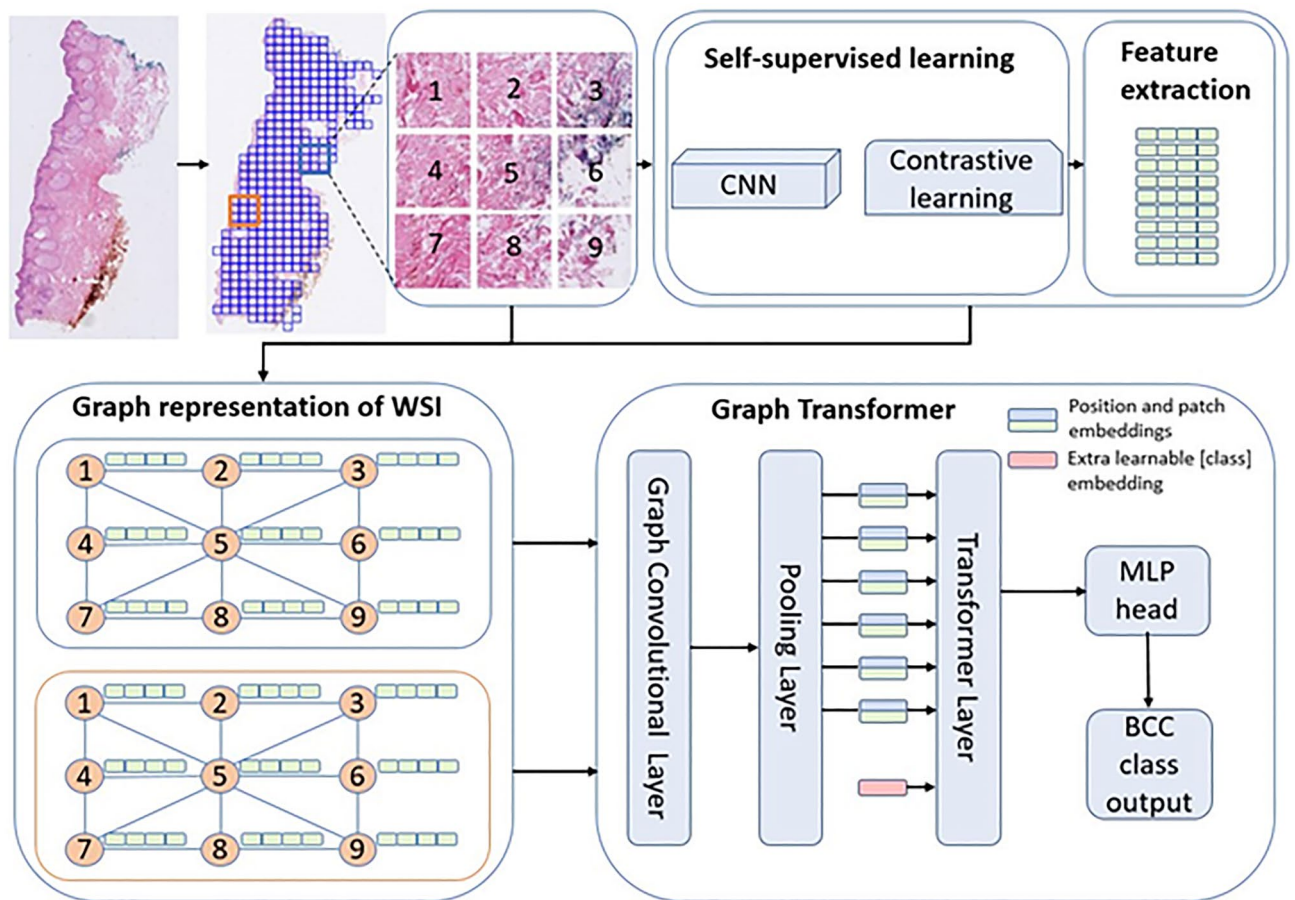 1 2 3
4 5 6
7 8 9
Self-supervised learning
CNN
Contrastive
learning
Feature
extraction
Graph representation of WSI
1 2 3
4 5 6
7 8 9
1 2 3
4 5 6
7 8 9
Graph Transformer
Position and patch
embeddings
Extra learnable [class]
embedding
Graph Convolutional Layer
Pooling Layer
Transformer Layer
MLP
head
BCC
class
output